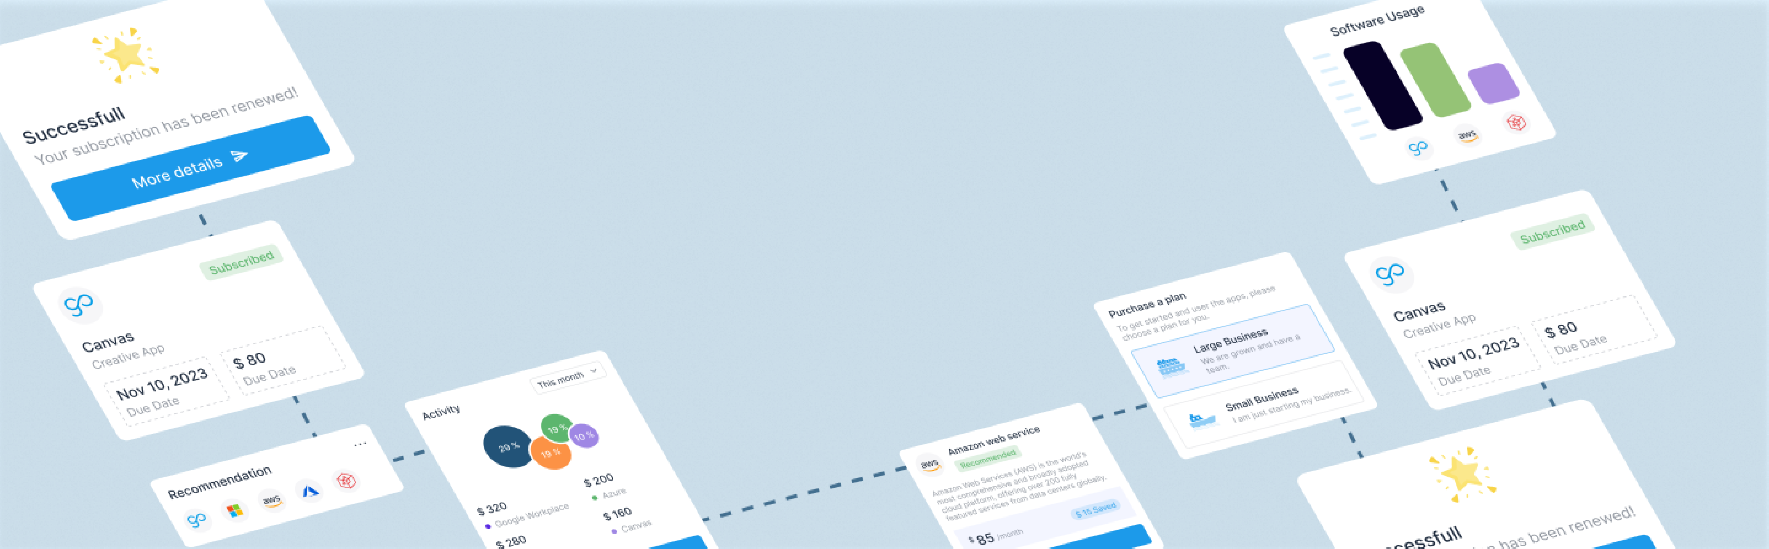 Successfull
Your subscription has been renewed!
More details
Subscribed
Canvas
Creative App
Nov 10, 2023
Due Date
$ 80
Due Date
Recommendation
aws
Activity
This month
29 %
19 %
19 %
10 %
$ 320
Google Workplace
$ 200
Azure
$ 280
$ 160
Canvas
aws
Amazon web service
Recommended
Amazon Web Services (AWS) is the world's
most comprehensive and broadly adopted
cloud platform, offering over 200 fully
featured services from data centers globally.
$ 85 /month
$ 15 Saved
Purchase a plan
To get started and user the apps, please
choose a plan for you.
Large Business
We are grown and have a
team.
Small Business
I am just starting my business.
Software Usage
aws
Subscribed
Canvas
Creative App
Nov 10, 2023
Due Date
$ 80
Due Date
cessfull
has been renewed!